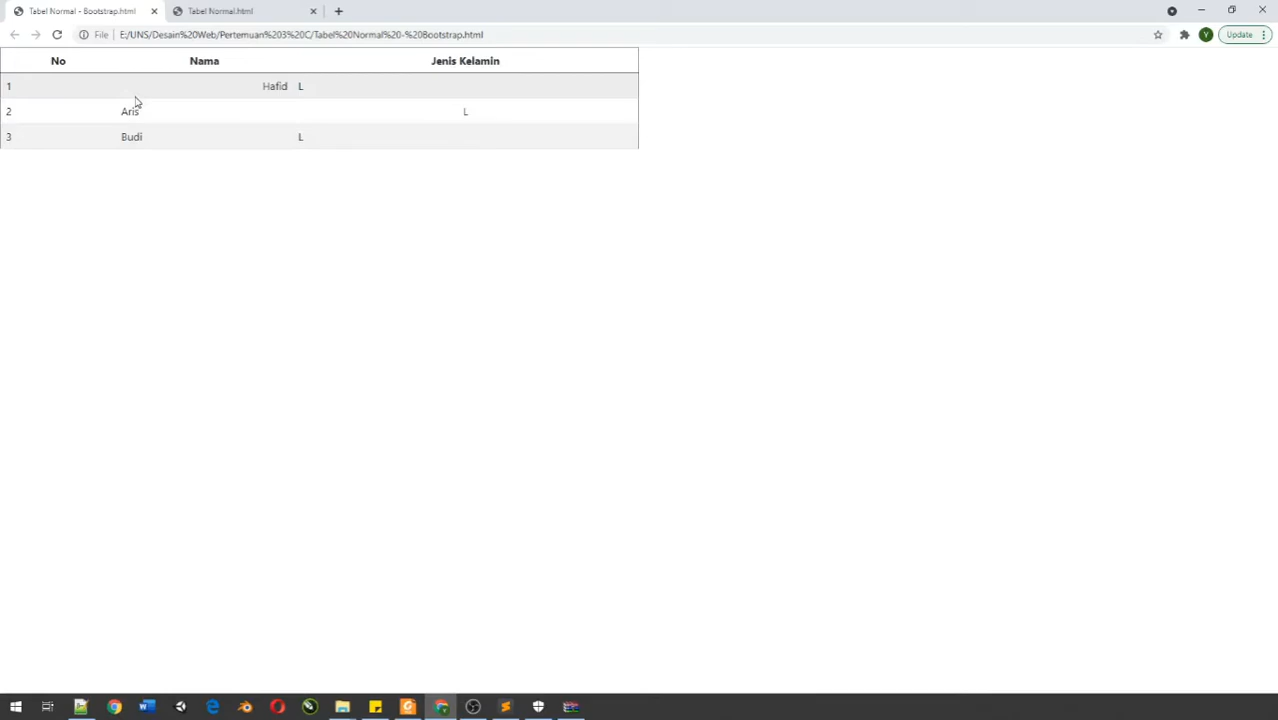 Tabel Normal - Bootstrap.html
Tabel Normal.html
File E:/UNS/Desain%20Web/Pertemuan%203%20C/Tabel%20Normal%20-%20Bootstrap.html
Y
Update
No Nama Jenis Kelamin
1 Hafid L
2 Aris L
3 Budi L